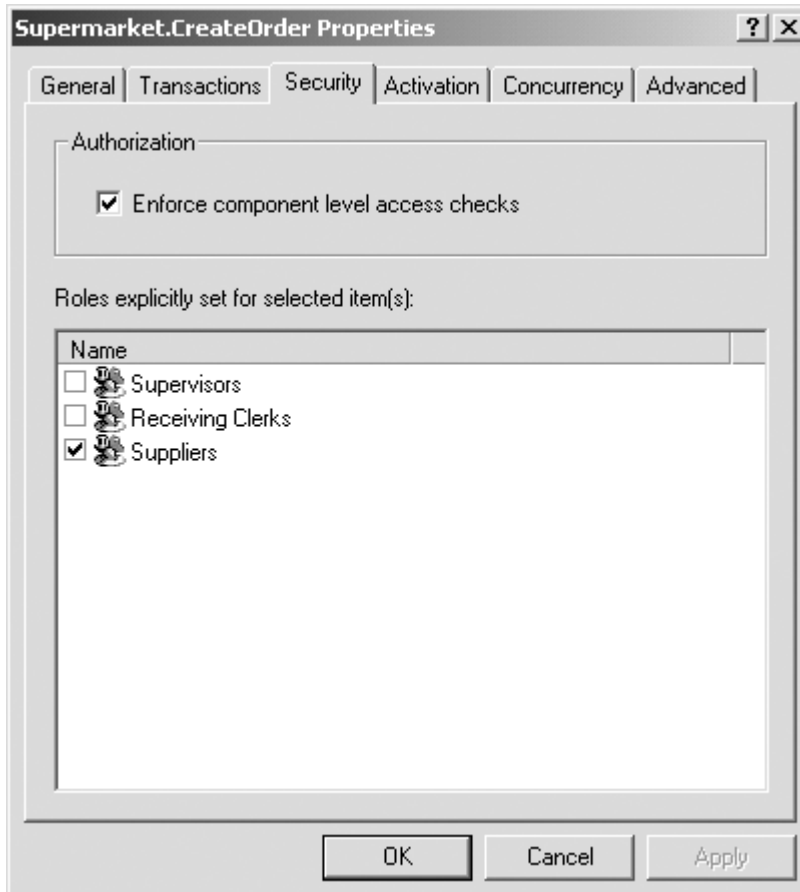 Supermarket.CreateOrder Properties ? X
General Transactions Security Activation Concurrency Advanced
Authorization
Enforce component level access checks
Roles explicitly set for selected item(s):
Name
Supervisors
Receiving Clerks
Suppliers
OK Cancel Apply